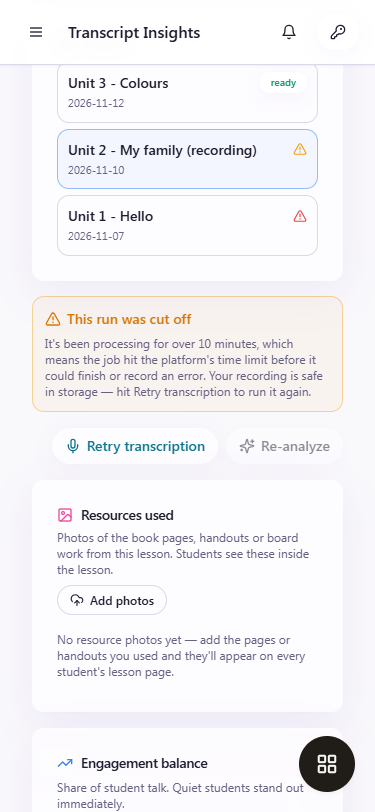 Transcript Insights
Unit 3 - Colours
ready
2026-11-12
Unit 2 - My family (recording)
2026-11-10
Unit 1 - Hello
2026-11-07
This run was cut off
It's been processing for over 10 minutes, which
means the job hit the platform's time limit before it
could finish or record an error. Your recording is safe
in storage — hit Retry transcription to run it again.
Retry transcription
Re-analyze
Resources used
Photos of the book pages, handouts or board
work from this lesson. Students see these inside
the lesson.
Add photos
No resource photos yet — add the pages or
handouts you used and they'll appear on every
student's lesson page.
Engagement balance
Share of student talk. Quiet students stand out
immediately.